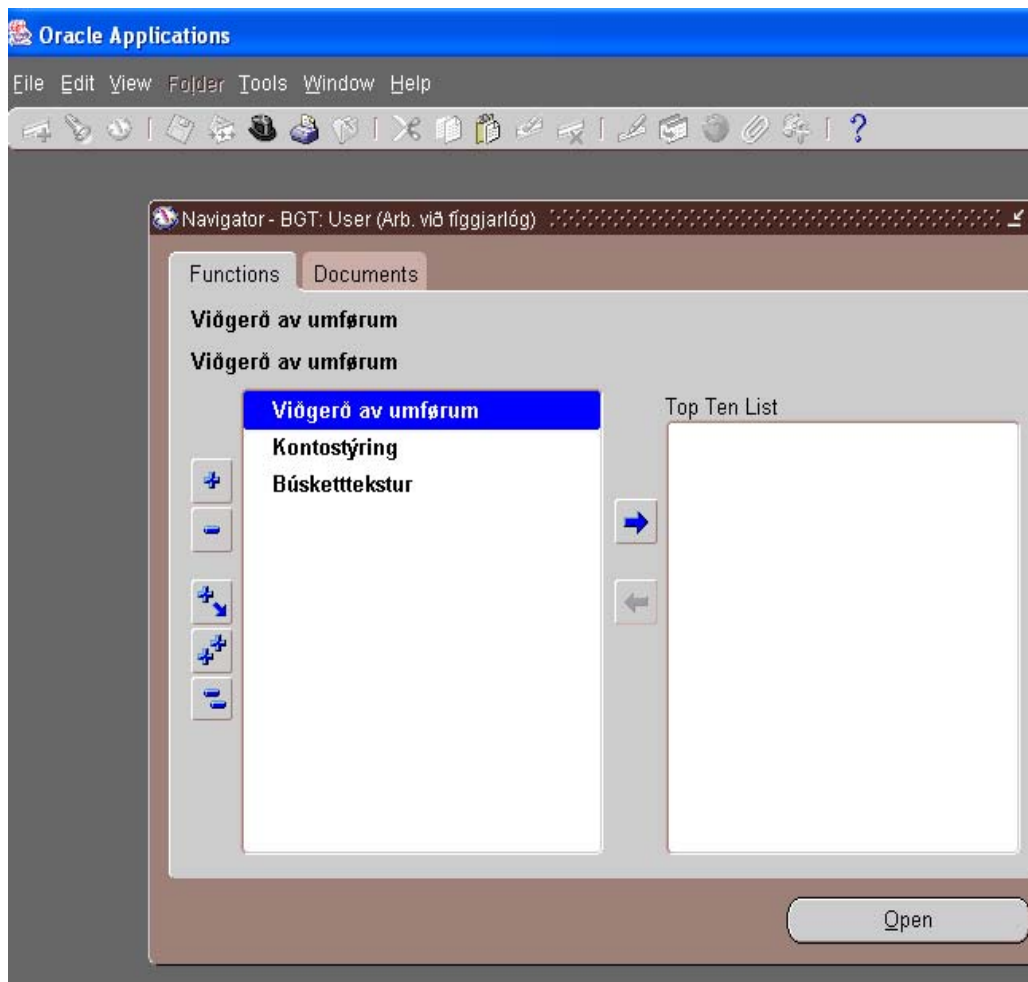 Oracle Applications
File Edit View Folder Tools Window Help
?
Navigator - BGT: User (Arb. við fíggjarlóg)
Functions Documents
Viðgerð av umførum
Viðgerð av umførum
Viðgerð av umførum
Kontostýring
Búsketttekstur
Top Ten List
Open